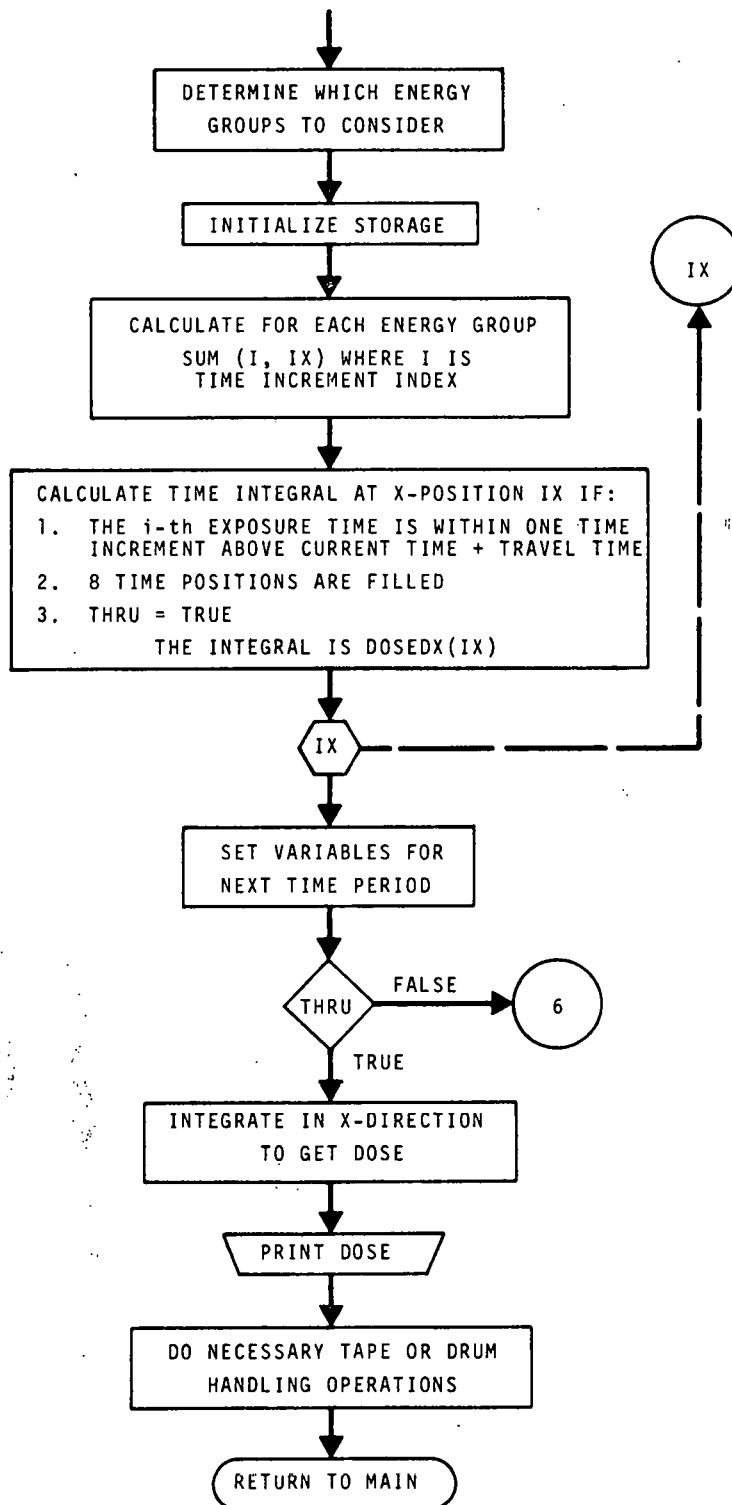 DETERMINE WHICH ENERGY
GROUPS TO CONSIDER
INITIALIZE STORAGE
IX
CALCULATE FOR EACH ENERGY GROUP
SUM (I, IX) WHERE I IS
TIME INCREMENT INDEX
CALCULATE TIME INTEGRAL AT X-POSITION IX IF:
1. THE i-th EXPOSURE TIME IS WITHIN ONE TIME
INCREMENT ABOVE CURRENT TIME + TRAVEL TIME
2. 8 TIME POSITIONS ARE FILLED
3. THRU = TRUE
THE INTEGRAL IS DOSEDX(IX)
IX
SET VARIABLES FOR
NEXT TIME PERIOD
THRU
FALSE
6
TRUE
INTEGRATE IN X-DIRECTION
TO GET DOSE
PRINT DOSE
DO NECESSARY TAPE OR DRUM
HANDLING OPERATIONS
RETURN TO MAIN